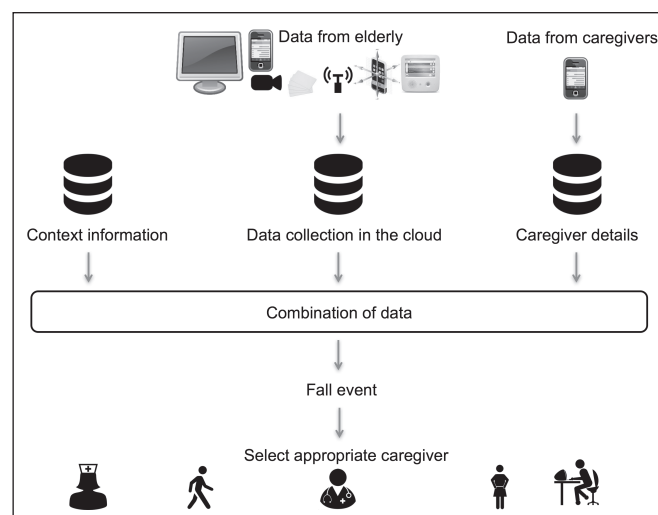 Data from elderly
Data from caregivers
Context information
Data collection in the cloud
Caregiver details
Combination of data
Fall event
Select appropriate caregiver